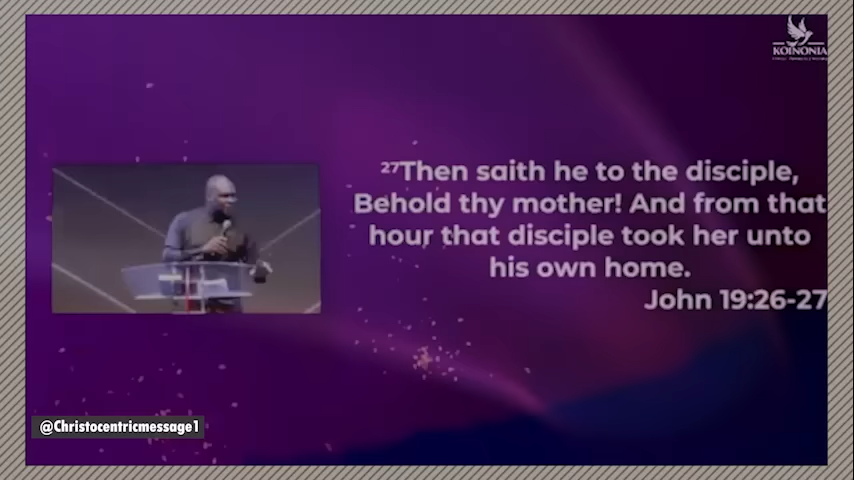 KOINONIA
²⁷Then saith he to the disciple,
Behold thy mother! And from that
hour that disciple took her unto
his own home.
John 19:26-27
@Christocentricmessage1